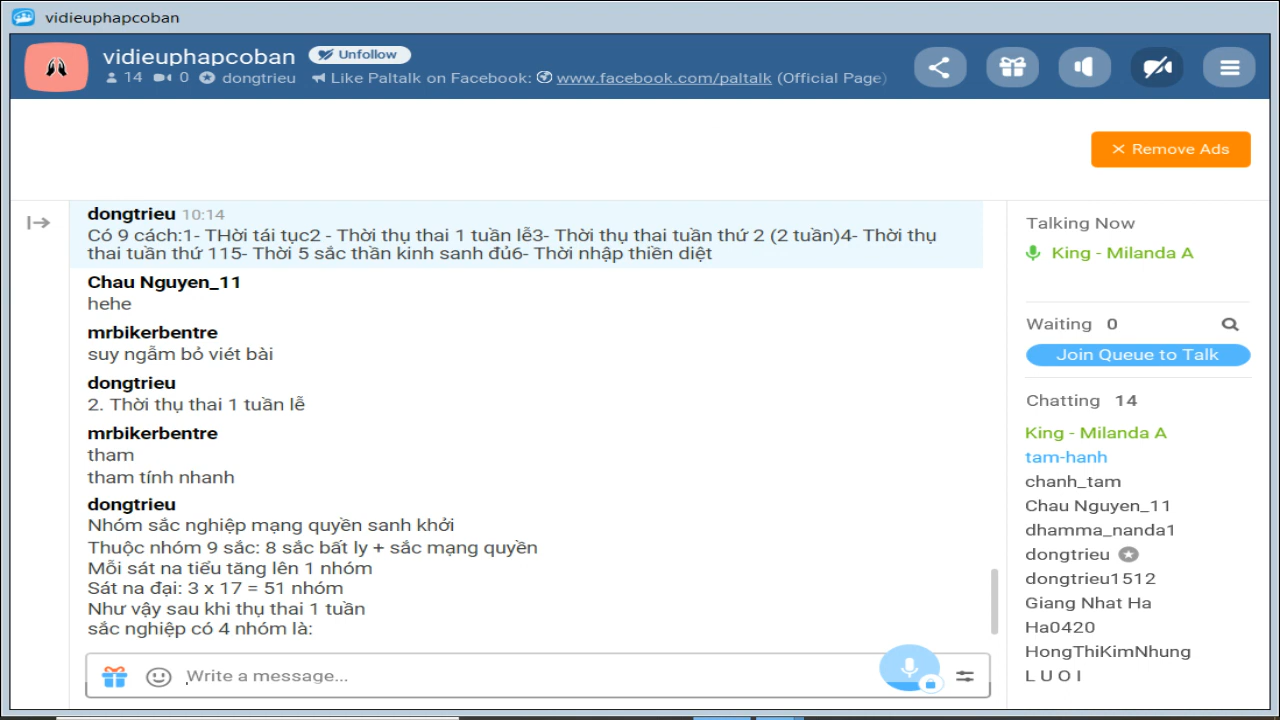 vidieuphapcoban
vidieuphapcoban
Unfollow
14 0 dongtrieu Like Paltalk on Facebook: www.facebook.com/paltalk (Official Page)
Remove Ads
dongtrieu 10:14
Có 9 cách:1- THời tái tục2 - Thời thụ thai 1 tuần lễ3- Thời thụ thai tuần thứ 2 (2 tuần)4- Thời thụ
thai tuần thứ 115- Thời 5 sắc thần kinh sanh đủ6- Thời nhập thiền diệt
Chau Nguyen_11
hehe
mrbikerbentre
suy ngẫm bỏ viét bài
dongtrieu
2. Thời thụ thai 1 tuần lễ
mrbikerbentre
tham
tham tính nhanh
dongtrieu
Nhóm sắc nghiệp mạng quyền sanh khởi
Thuộc nhóm 9 sắc: 8 sắc bất ly + sắc mạng quyền
Mỗi sát na tiểu tăng lên 1 nhóm
Sát na đại: 3 x 17 = 51 nhóm
Như vậy sau khi thụ thai 1 tuần
sắc nghiệp có 4 nhóm là:
Write a message...
Talking Now
King - Milanda A
Waiting 0
Join Queue to Talk
Chatting 14
King - Milanda A
tam-hanh
chanh_tam
Chau Nguyen_11
dhamma_nanda1
dongtrieu
dongtrieu1512
Giang Nhat Ha
Ha0420
HongThiKimNhung
L U O I